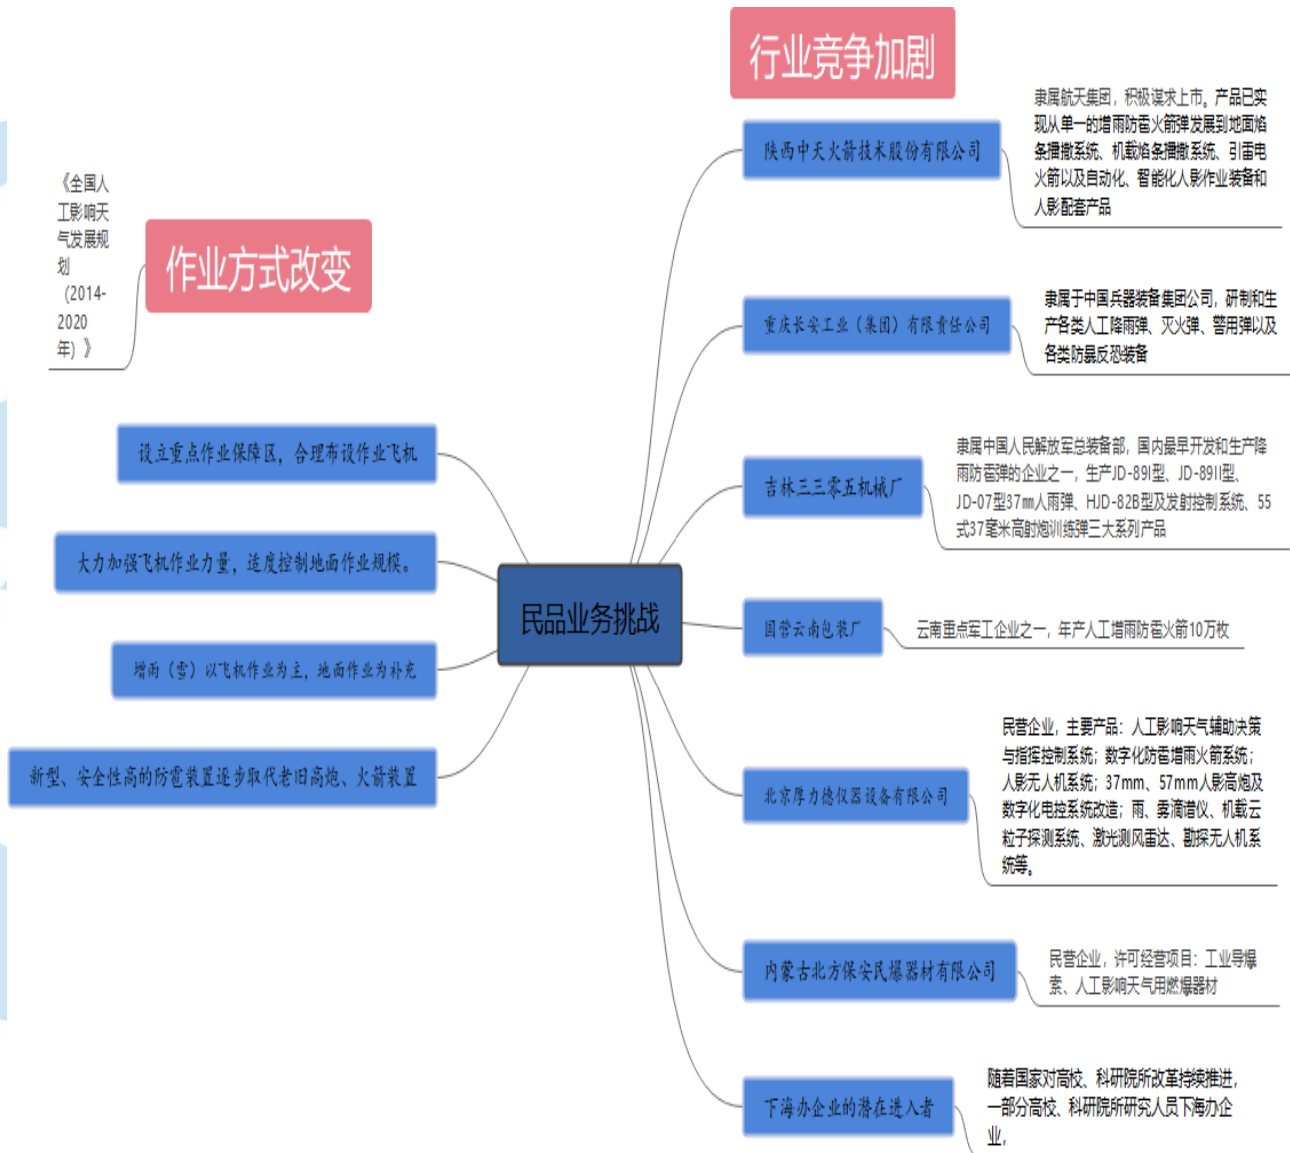 行业竞争加剧
陕西中天火箭技术股份有限公司
隶属航天集团，积极谋求上市。产品已实
现从单一的增雨防雹火箭弹发展到地面焰
条播撒系统、机载焰条播撒系统、引雷电
火箭以及自动化、智能化人影作业装备和
人影配套产品
重庆长安工业（集团）有限责任公司
隶属于中国兵器装备集团公司，研制和生
产各类人工降雨弹、灭火弹、警用弹以及
各类防暴反恐装备
吉林三三零五机械厂
隶属中国人民解放军总装备部，国内最早开发和生产降
雨防雹弹的企业之一，生产JD-89I型、JD-89II型、
JD-07型37㎜人雨弹、HJD-82B型及发射控制系统、55
式37毫米高射炮训练弹三大系列产品
国营云南包装厂
云南重点军工企业之一，年产人工增雨防雹火箭10万枚
北京厚力德仪器设备有限公司
民营企业，主要产品：人工影响天气辅助决策
与指挥控制系统；数字化防雹增雨火箭系统；
人影无人机系统；37mm、57mm人影高炮及
数字化电控系统改造；雨、雾滴谱仪、机载云
粒子探测系统、激光测风雷达、勘探无人机系
统等。
内蒙古北方保安民爆器材有限公司
民营企业，许可经营项目：工业导爆
索、人工影响天气用燃爆器材
下海办企业的潜在进入者
随着国家对高校、科研院所改革持续推进，
一部分高校、科研院所研究人员下海办企
业，
民品业务挑战
作业方式改变
《全国人
工影响天
气发展规
划
（2014-
2020
年）》
设立重点作业保障区，合理布设作业飞机
大力加强飞机作业力量，适度控制地面作业规模。
增雨（雪）以飞机作业为主，地面作业为补充
新型、安全性高的防雹装置逐步取代老旧高炮、火箭装置